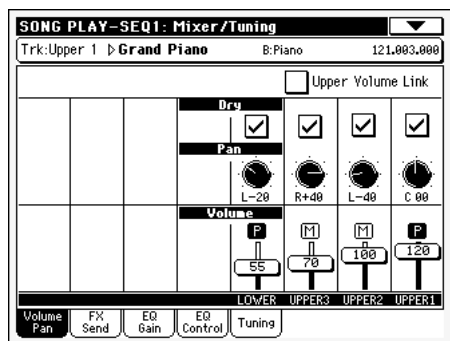 SONG PLAY-SEQ1: Mixer/Tuning
Trk:Upper 1 ▷Grand Piano B:Piano 121.003.000
Upper Volume Link
Dry
Pan
L-20 R+40 L-40 C 00
Volume
P M M P
55 70 100 120
LOWER UPPER3 UPPER2 UPPER1
Volume Pan FX Send EQ Gain EQ Control Tuning